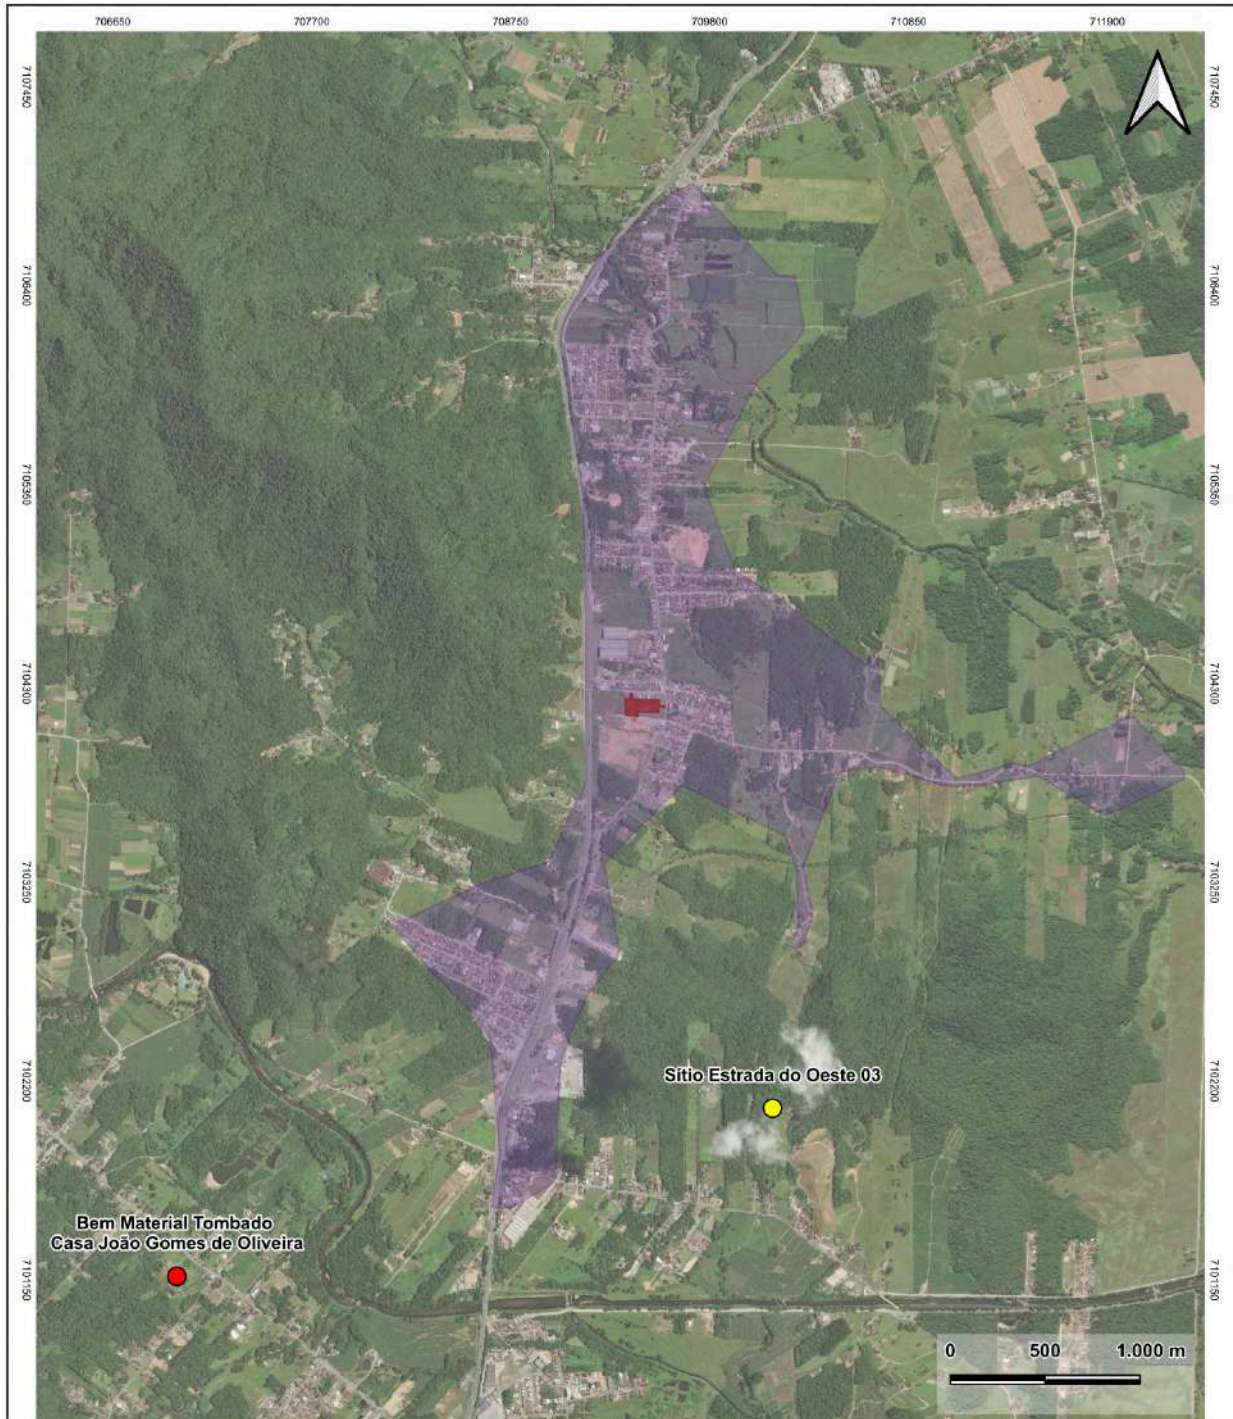 706650 707700 708750 709800 710850 711900
7107450 7107450
7106400 7106400
7105350 7105350
7104300 7104300
7103250 7103250
Sítio Estrada do Oeste 03
7102200 7102200
Bem Material Tombado
Casa João Gomes de Oliveira
7101150 7101150
0 500 1.000 m